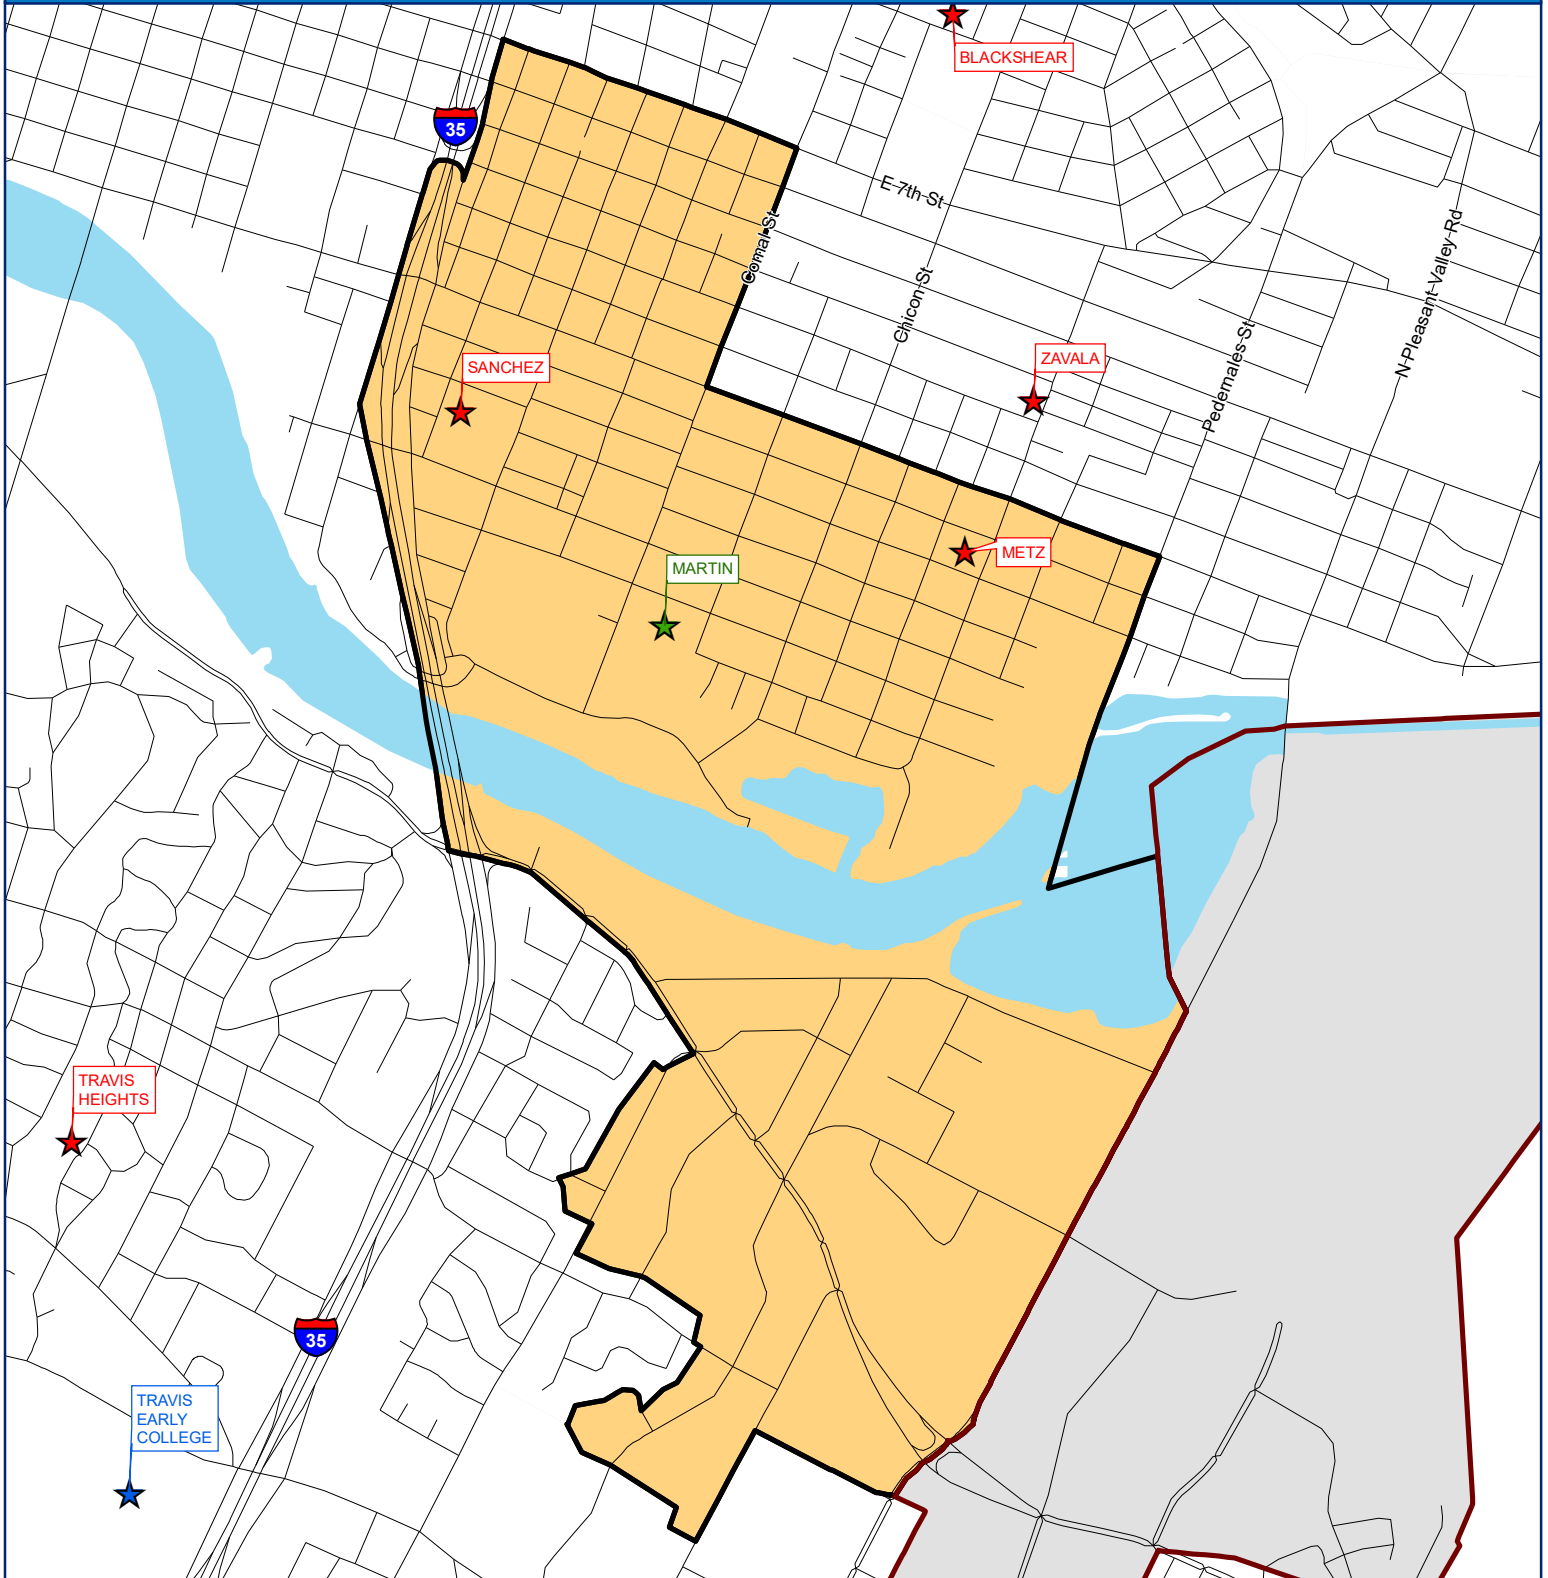 BLACKSHEAR
35
E 7th St
Comal St
N Pleasant Valley Rd
Chicon St
Pedernales St
ZAVALA
SANCHEZ
METZ
MARTIN
TRAVIS
HEIGHTS
35
TRAVIS
EARLY
COLLEGE